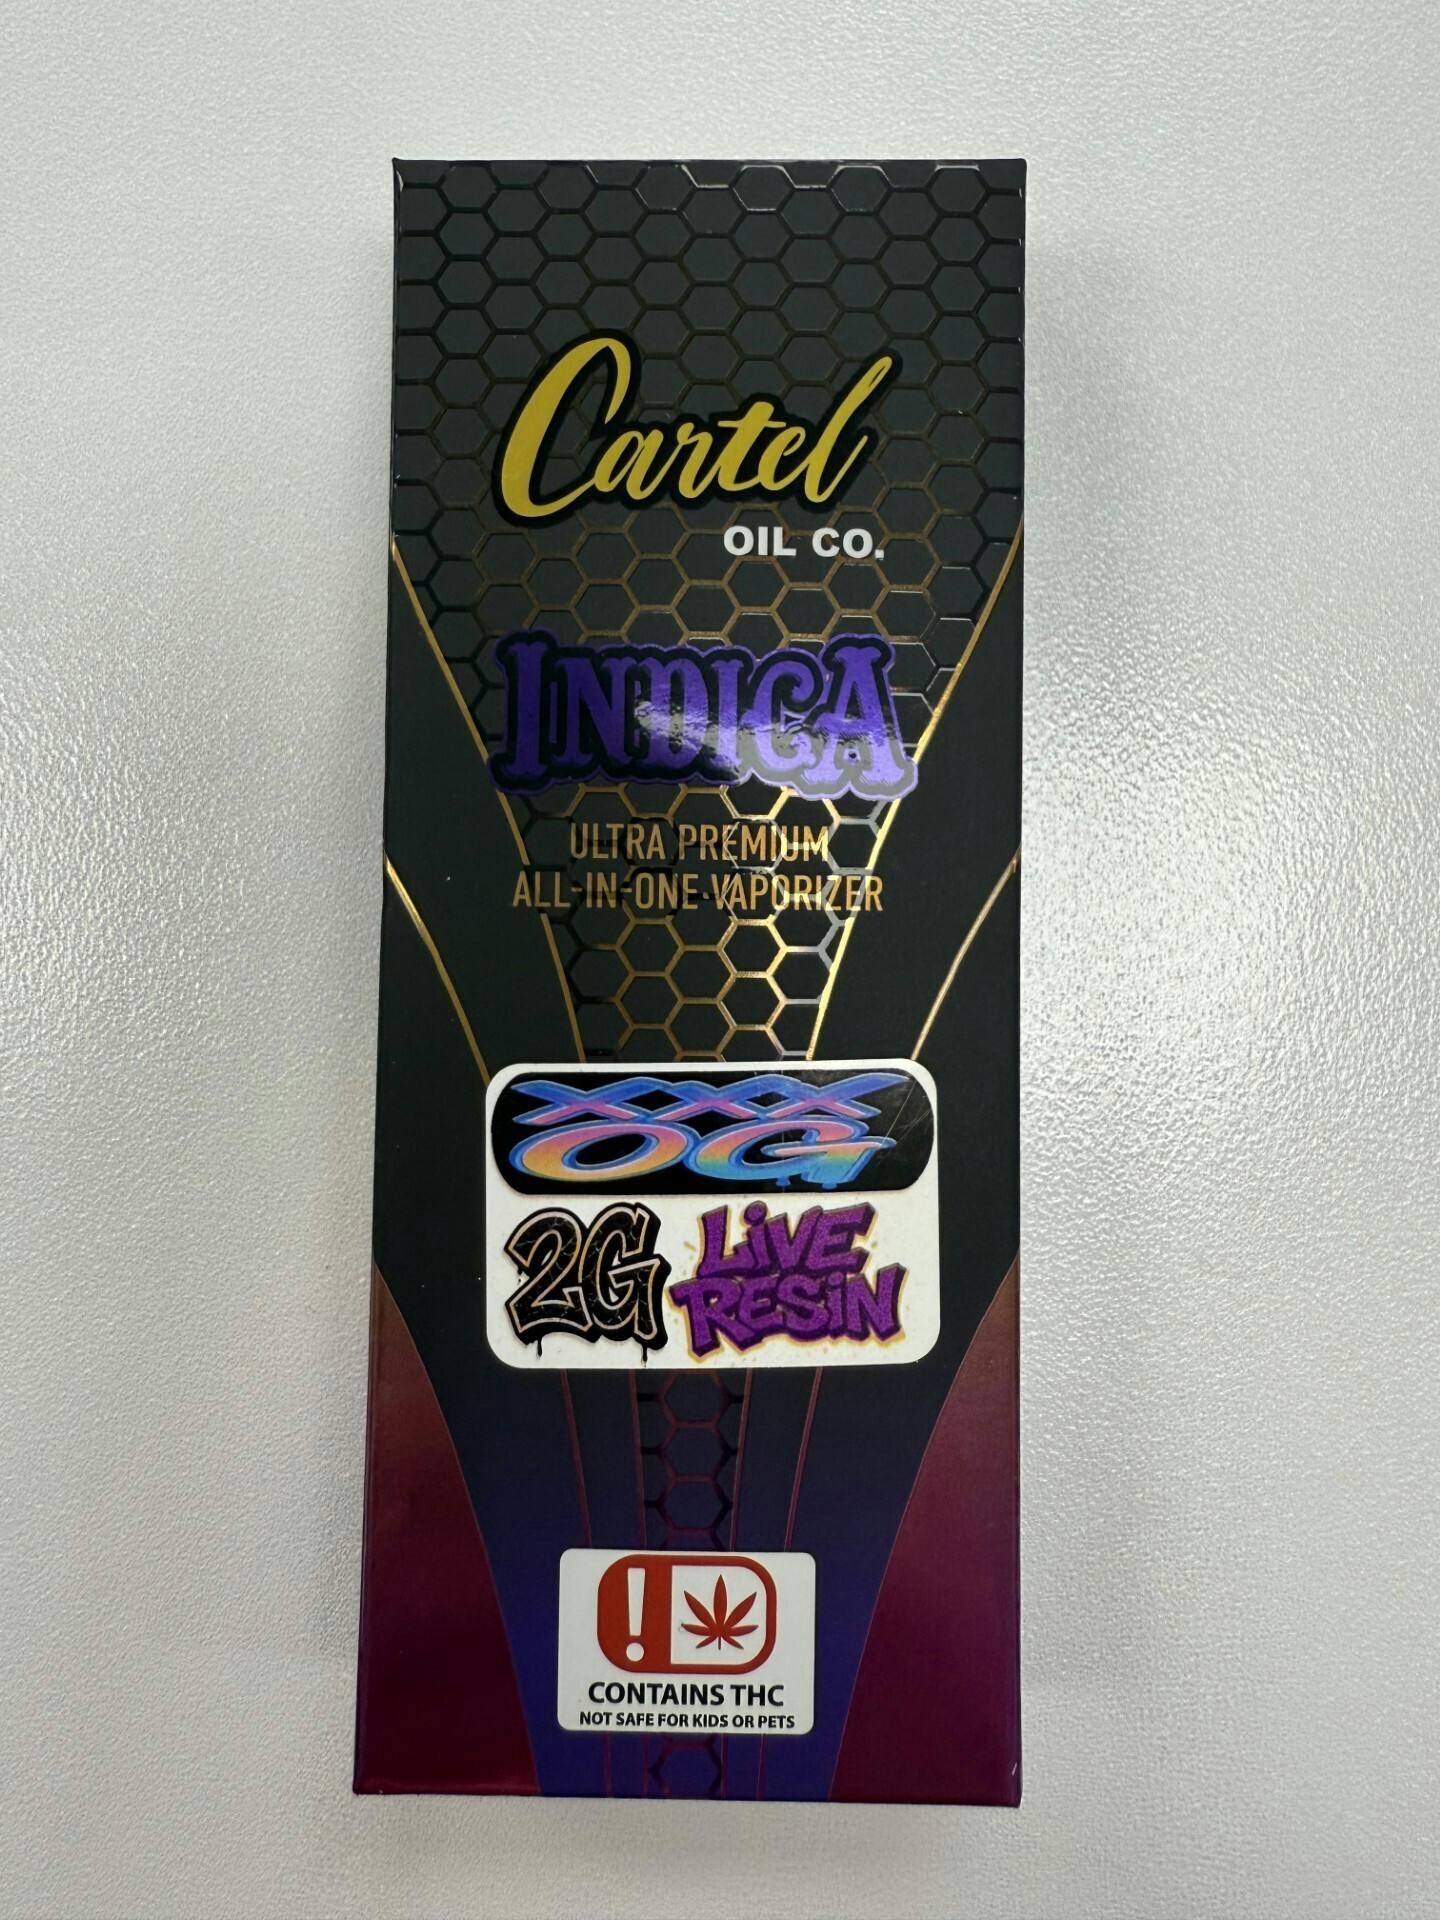 Cartel
OIL CO.
INDICA
ULTRA PREMIUM
ALL-IN-ONE VAPORIZER
XXX
OG
2G LiVE
RESiN
!
CONTAINS THC
NOT SAFE FOR KIDS OR PETS